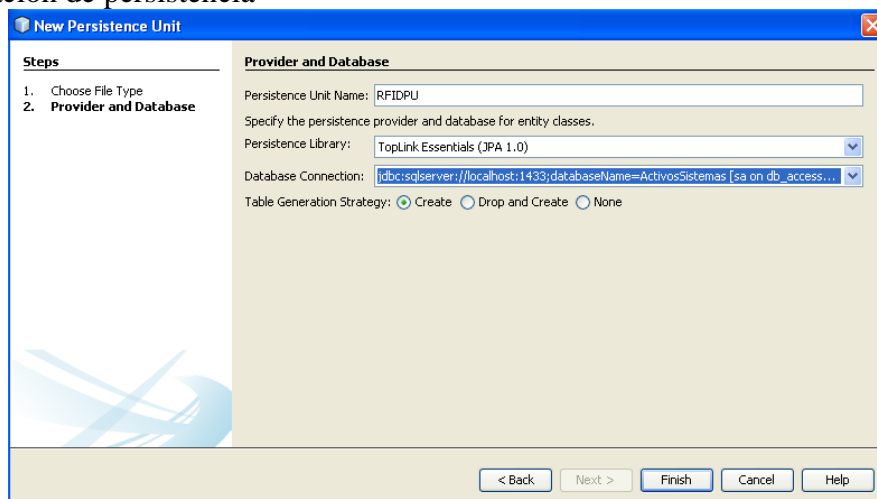 de persistencia
New Persistence Unit
Steps
1. Choose File Type
2. Provider and Database
Provider and Database
Persistence Unit Name: RFIDPU
Specify the persistence provider and database for entity classes.
Persistence Library: TopLink Essentials (JPA 1.0)
Database Connection: jdbc:sqlserver://localhost:1433;databaseName=ActivosSistemas [sa on db_access...
Table Generation Strategy: Create Drop and Create None
< Back Next > Finish Cancel Help